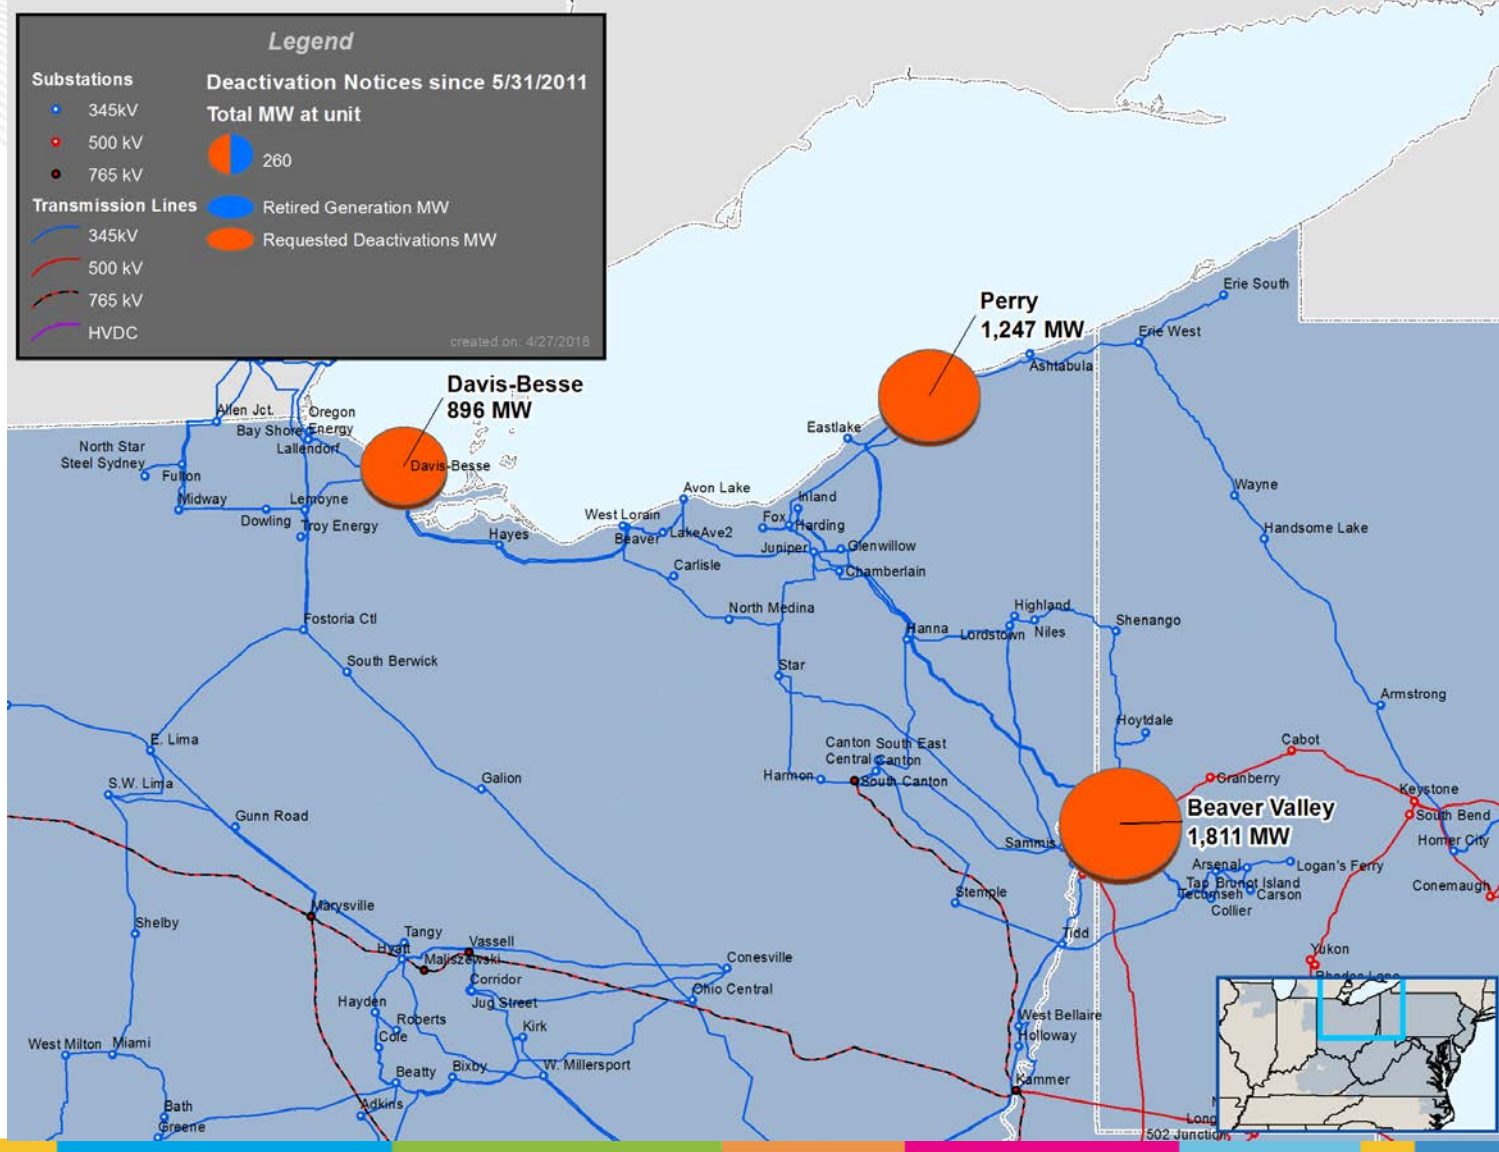 Legend
Substations
345kV
500 kV
765 kV
Transmission Lines
345kV
500 kV
765 kV
HVDC
Deactivation Notices since 5/31/2011
Total MW at unit
260
Retired Generation MW
Requested Deactivations MW
created on: 4/27/2018
Erie South
Perry
1,247 MW
Erie West
Ashtabula
Davis-Besse
896 MW
Allen Jct.
Oregon
Energy
Bay Shore
Lallendorf
Eastlake
North Star
Steel Sydney
Fulton
Davis-Besse
Midway
Lemoyne
Dowling
Troy Energy
Avon Lake
Inland
Wayne
West Lorain
Fox
Harding
Handsome Lake
Hayes
Beaver
LakeAve2
Juniper
Glenwillow
Carlisle
Chamberlain
North Medina
Highland
Fostoria Ctl
Hanna
Lordstown
Niles
Shenango
South Berwick
Star
Armstrong
Hoytdale
E. Lima
Canton
Central
South East
Canton
Cabot
S.W. Lima
Galion
Harmon
South Canton
Cranberry
Keystone
Gunn Road
Beaver Valley
1,811 MW
South Bend
Sammis
Homer City
Arsenal
Logan's Ferry
Tap
Brunot Island
Conemaugh
Stemple
Tecumseh
Carson
Collier
Marysville
Shelby
Tangy
Vassell
Tidd
Hyatt
Maliszewski
Conesville
Yukon
Corridor
Ohio Central
Jug Street
Hayden
Roberts
Kirk
West Bellaire
Cole
Holloway
West Milton
Miami
Beatty
Bixby
W. Millersport
Kammer
Bath
Adkins
Greene
Long
502 Junction